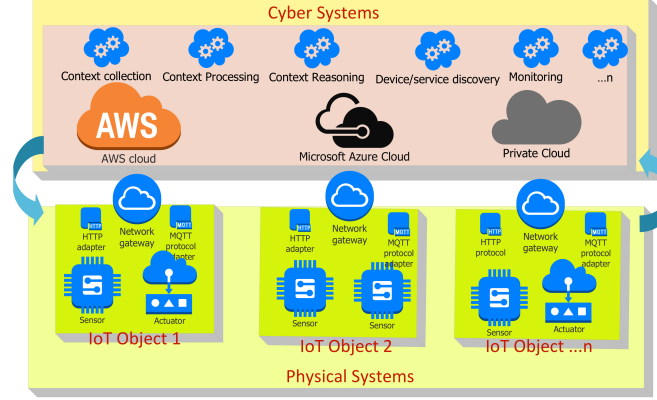 Cyber Systems
Context collection
Context Processing
Context Reasoning
Device/service discovery
Monitoring
...n
AWS
AWS cloud
Microsoft Azure Cloud
Private Cloud
HTTP
HTTP
adapter
Network
gateway
MQTT
MQTT
protocol
adapter
Sensor
Actuator
IoT Object 1
HTTP
HTTP
adapter
Network
gateway
MQTT
MQTT
protocol
adapter
Sensor
Sensor
IoT Object 2
HTTP
HTTP
protocol
Network
gateway
MQTT
MQTT
protocol
adapter
Sensor
Actuator
IoT Object ...n
Physical Systems